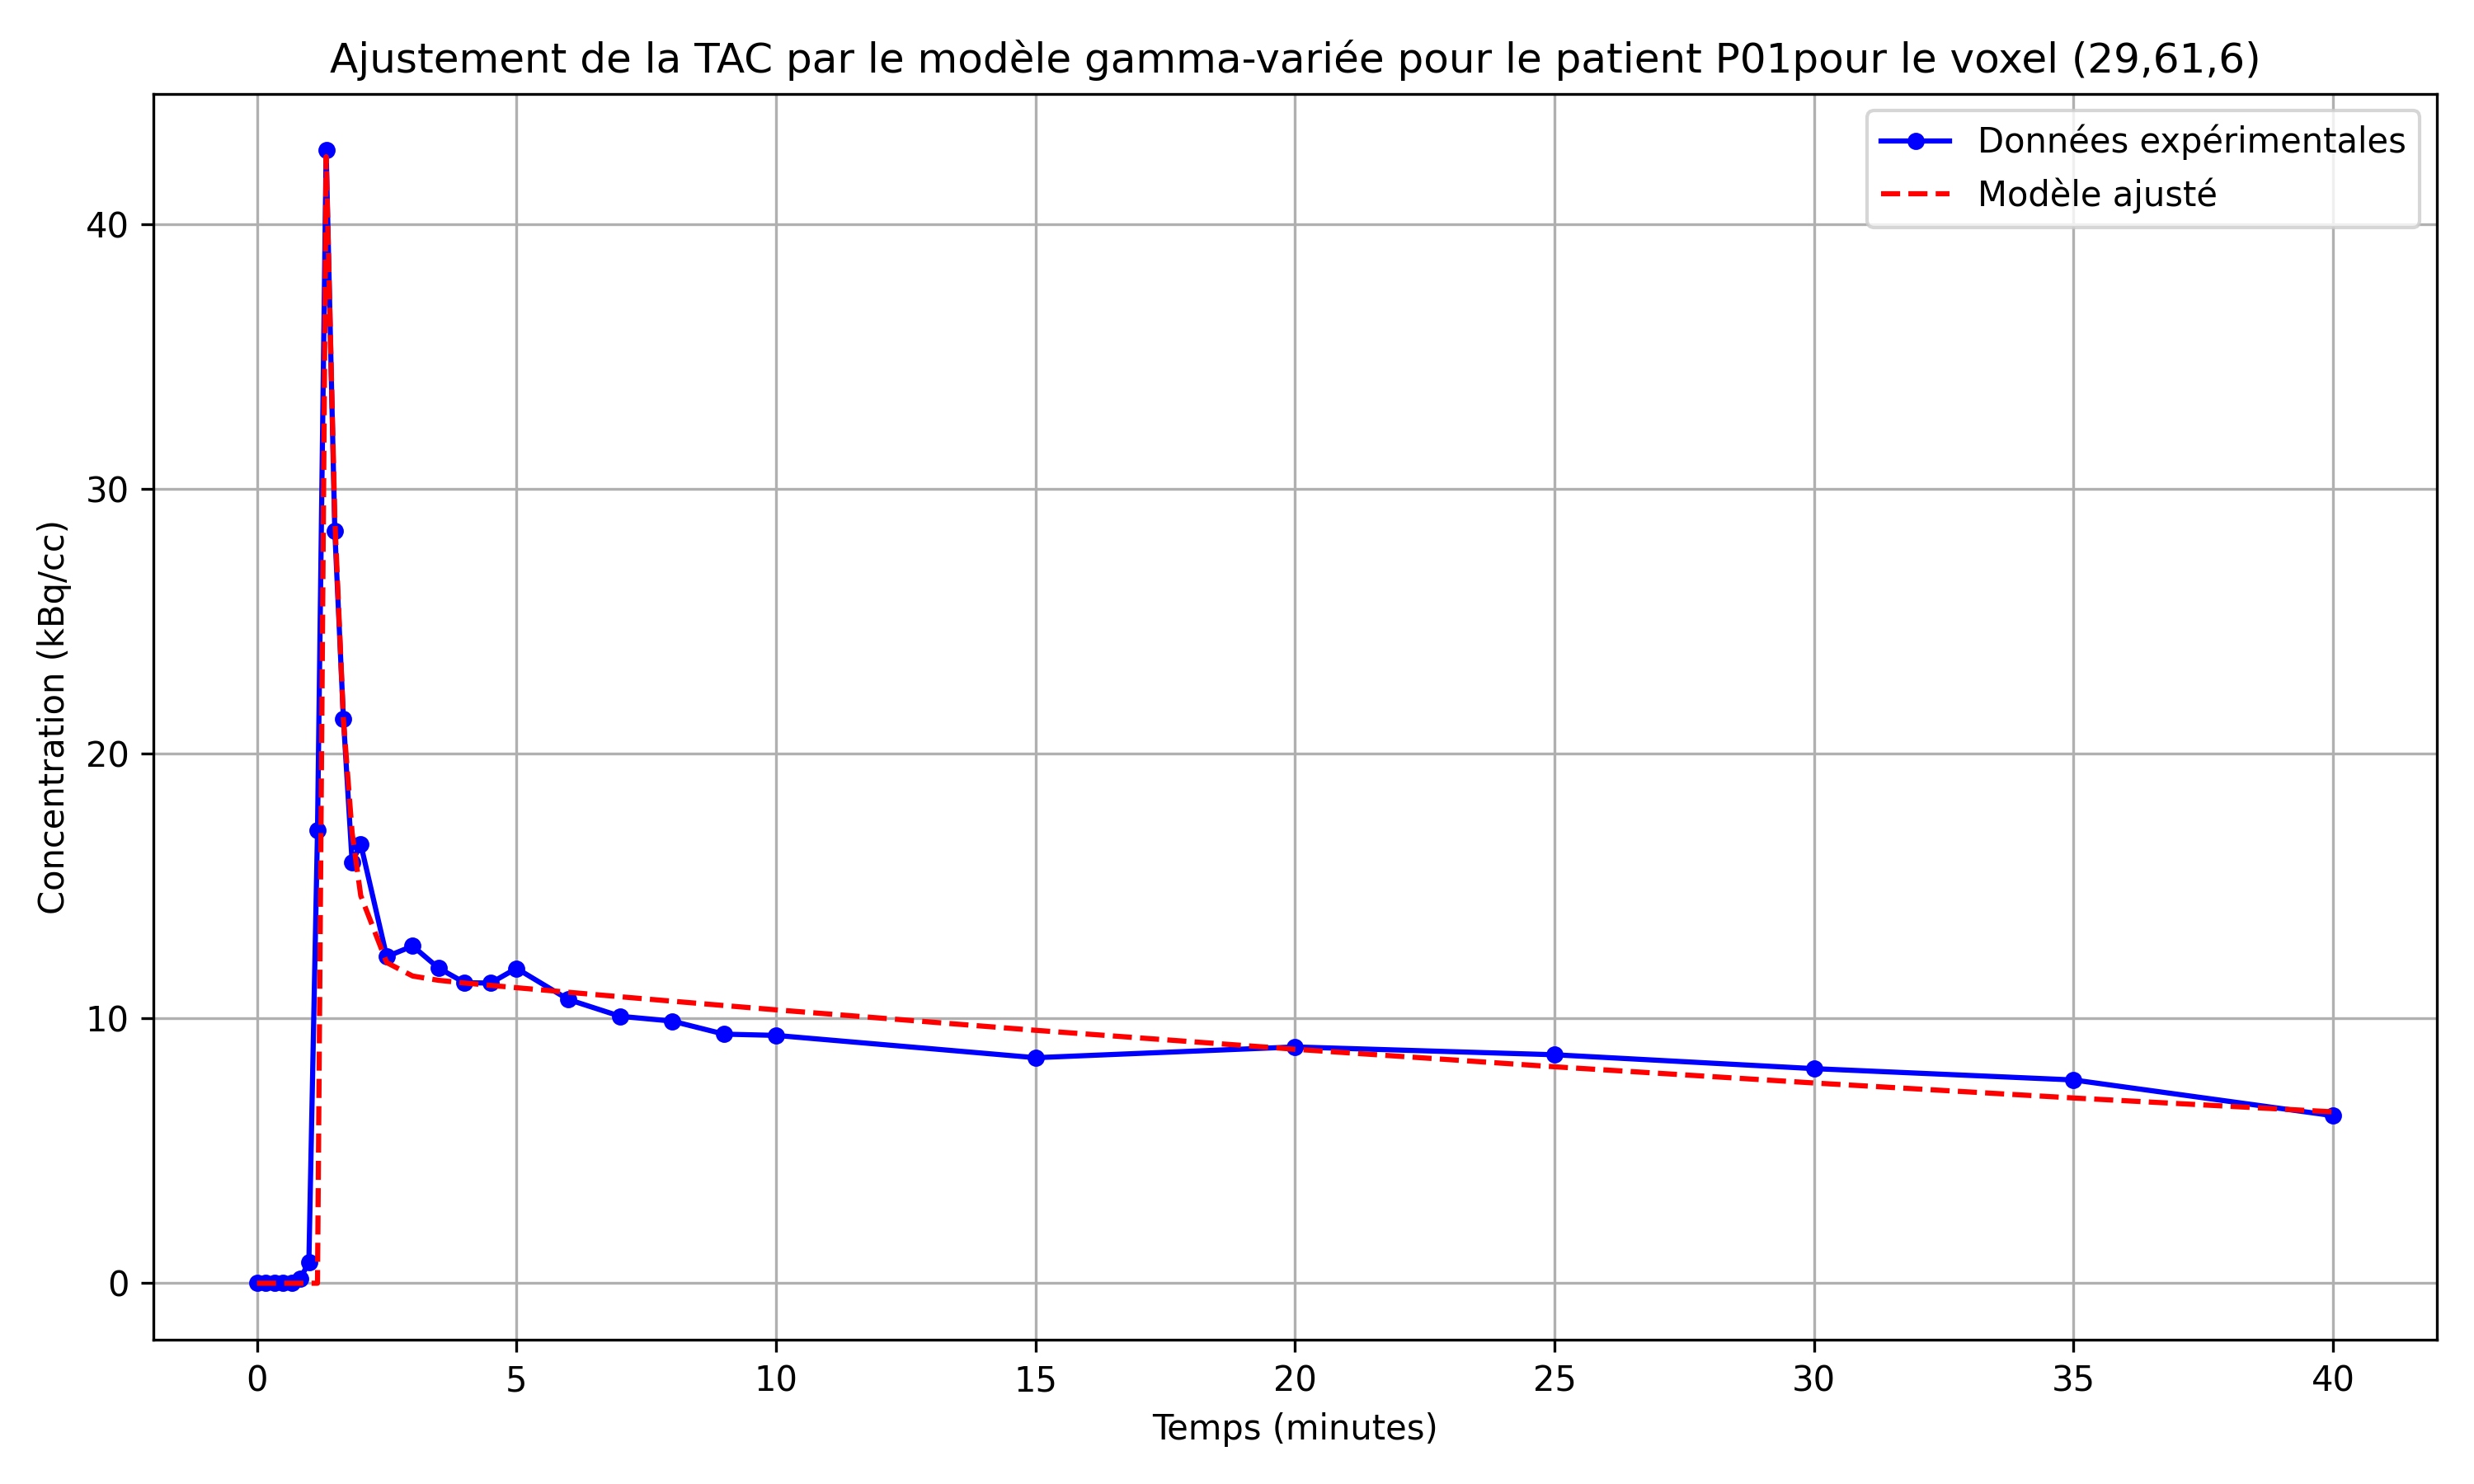 Ajustement de la TAC par le modèle gamma-variée pour le patient P01pour le voxel (29,61,6)
Données expérimentales
Modèle ajusté
Concentration (kBq/cc)
40
30
20
10
0
0 5 10 15 20 25 30 35 40
Temps (minutes)